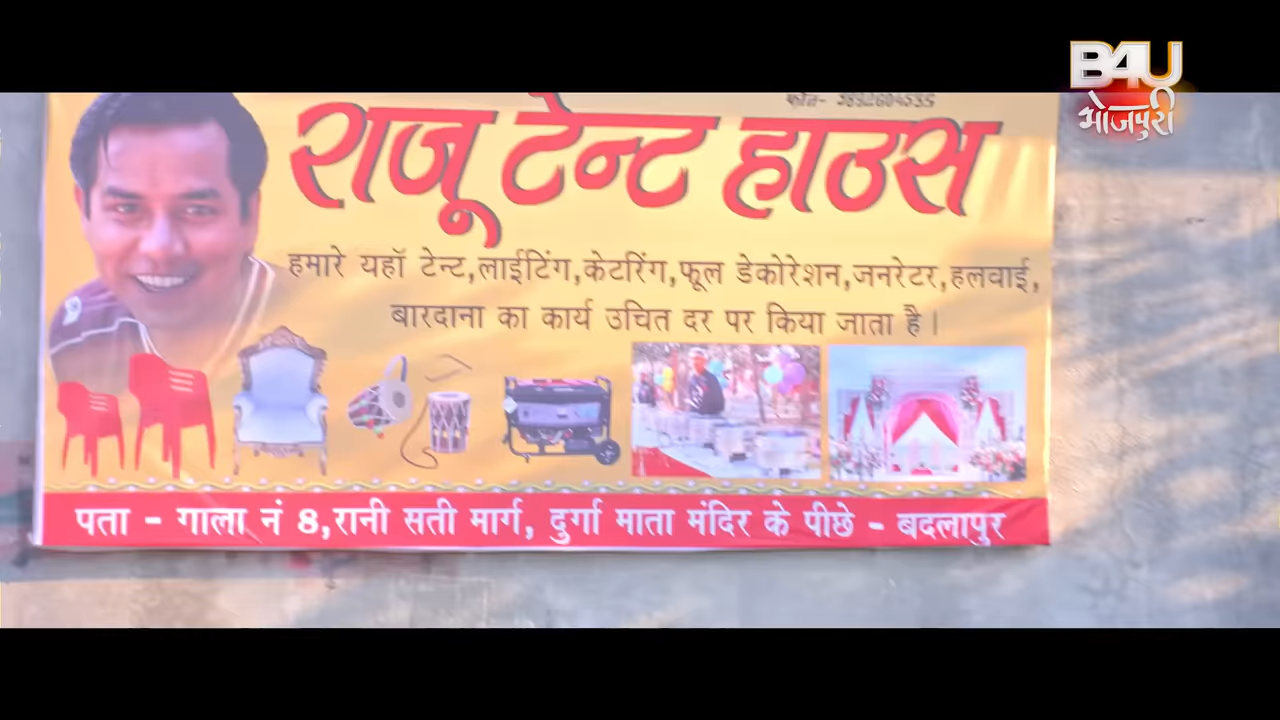 B4U
भोजपुरी
राजू टेन्ट हाउस
हमारे यहॉ टेन्ट,लाईटिंग,केटरिंग,फूल डेकोरेशन,जनरेटर,हलवाई,
बारदाना का कार्य उचित दर पर किया जाता है।
पता - गाला नं 8,रानी सती मार्ग, दुर्गा माता मंदिर के पीछे - बदलापुर